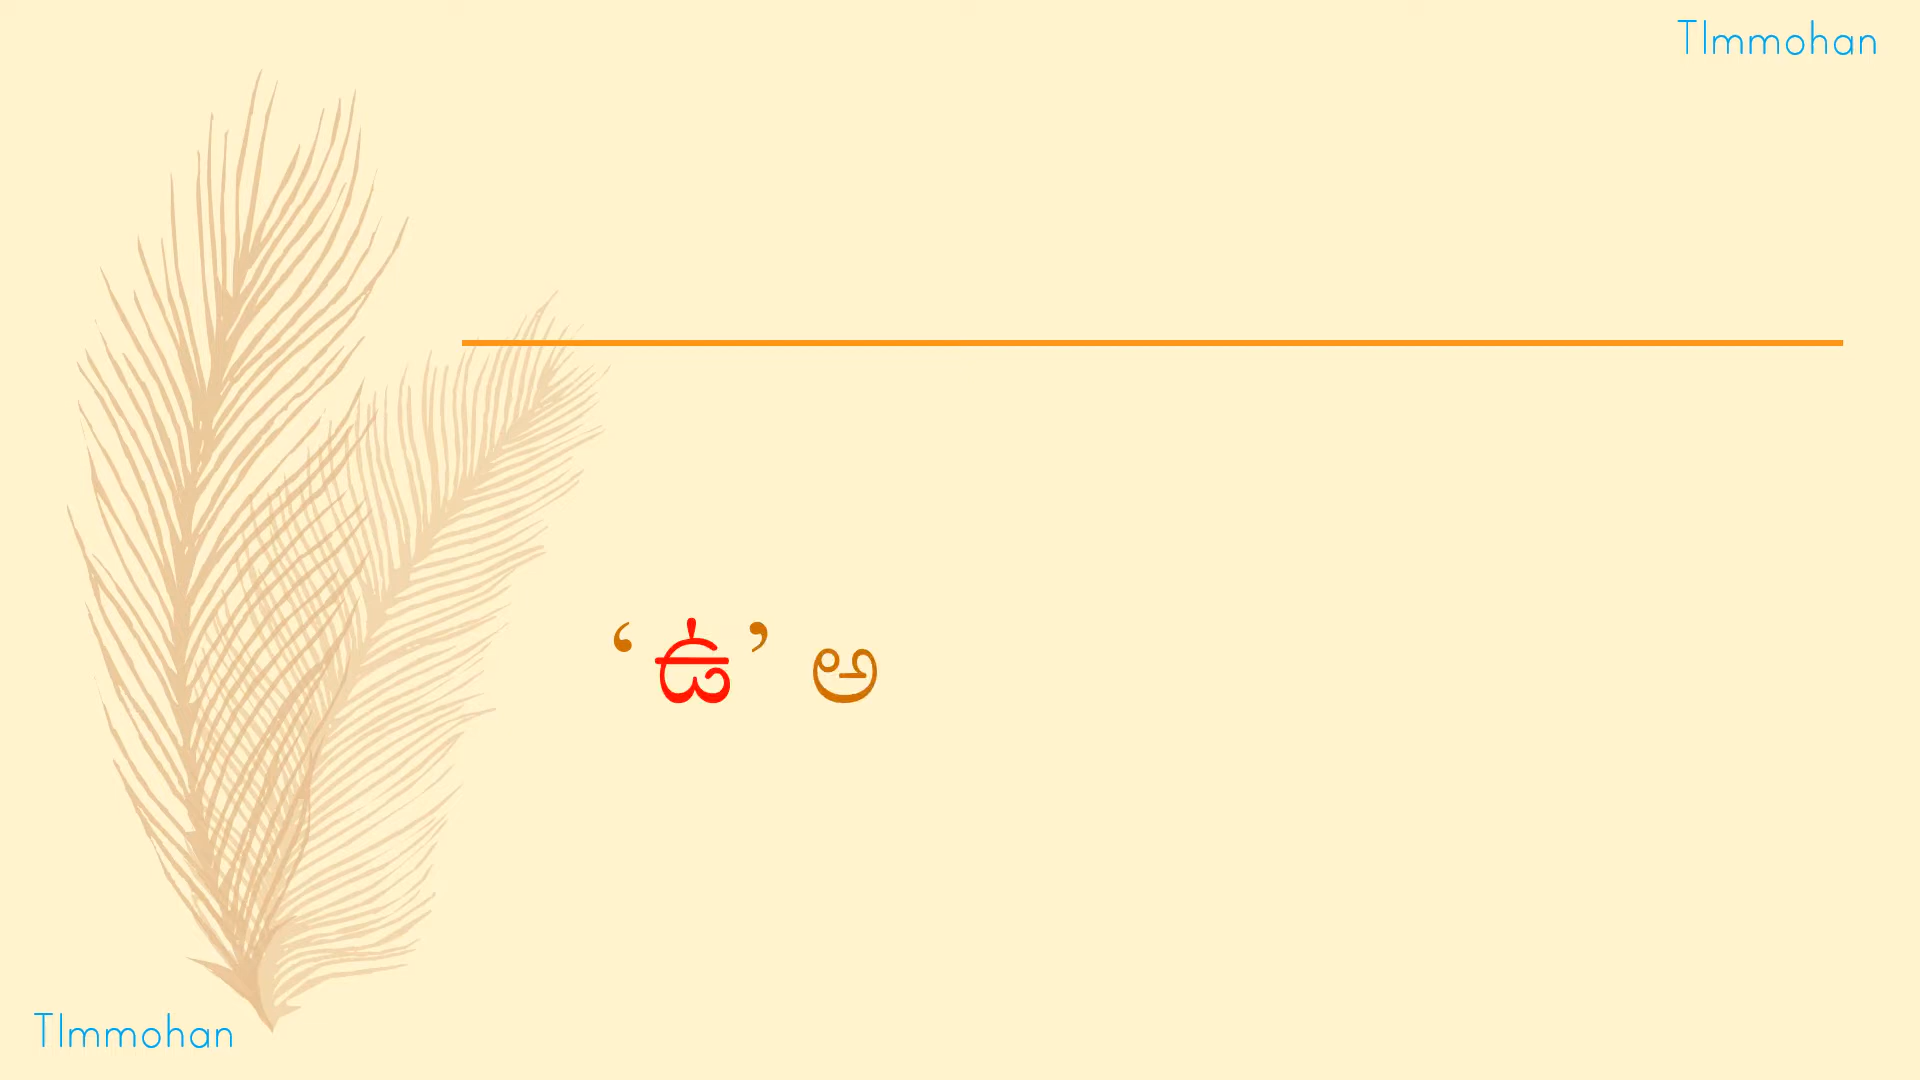 TImmohan
‘ ఉ ’ ఆ
TImmohan